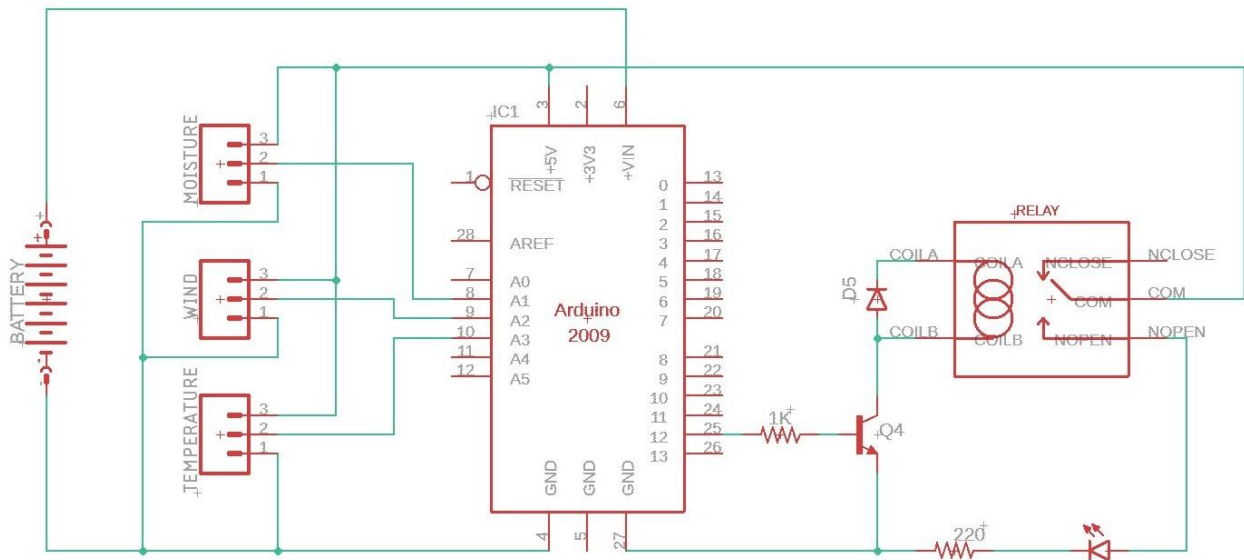 IC1
3
2
6
+5V
+3V3
+VIN
MOISTURE
3
2
1
1
RESET
28
AREF
7
A0
8
A1
9
A2
10
A3
11
A4
12
A5
Arduino
2009
0
13
1
14
2
15
3
16
4
17
5
18
6
19
7
20
8
21
9
22
10
23
11
24
12
25
13
26
GND
GND
GND
4
5
27
BATTERY
WIND
3
2
1
TEMPERATURE
3
2
1
RELAY
COILA
COILA
NCLOSE
NCLOSE
COM
COM
COILB
COILB
NOPEN
NOPEN
D5
1K
Q4
220